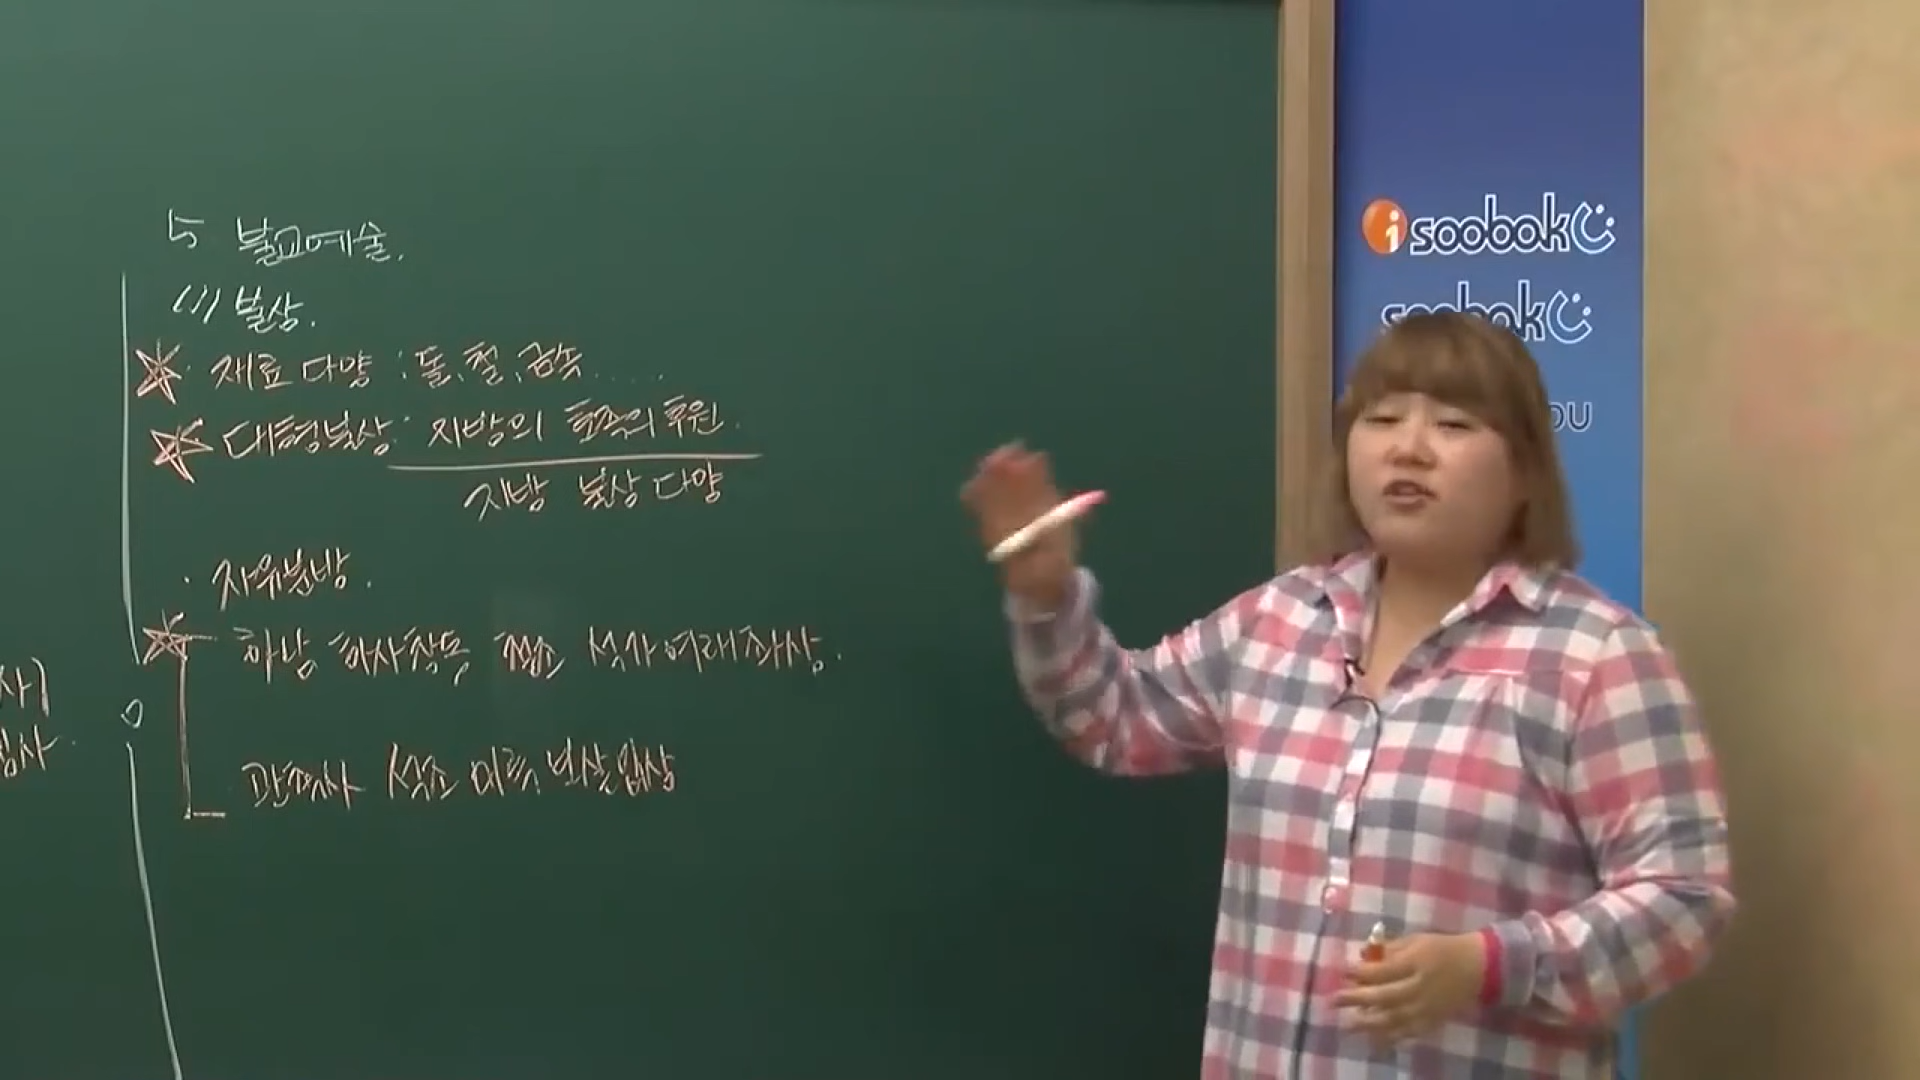 5 불교예술.
(1) 불상.
· 재료 다양 : 돌, 철, 금속 .....
대형불상 : 지방의 호족의 후원.
지방 불상 다양
· 자유분방.
하남 하사창동 철조 석가여래좌상.
관촉사 석조 미륵보살입상
isoobok
soobok
OU